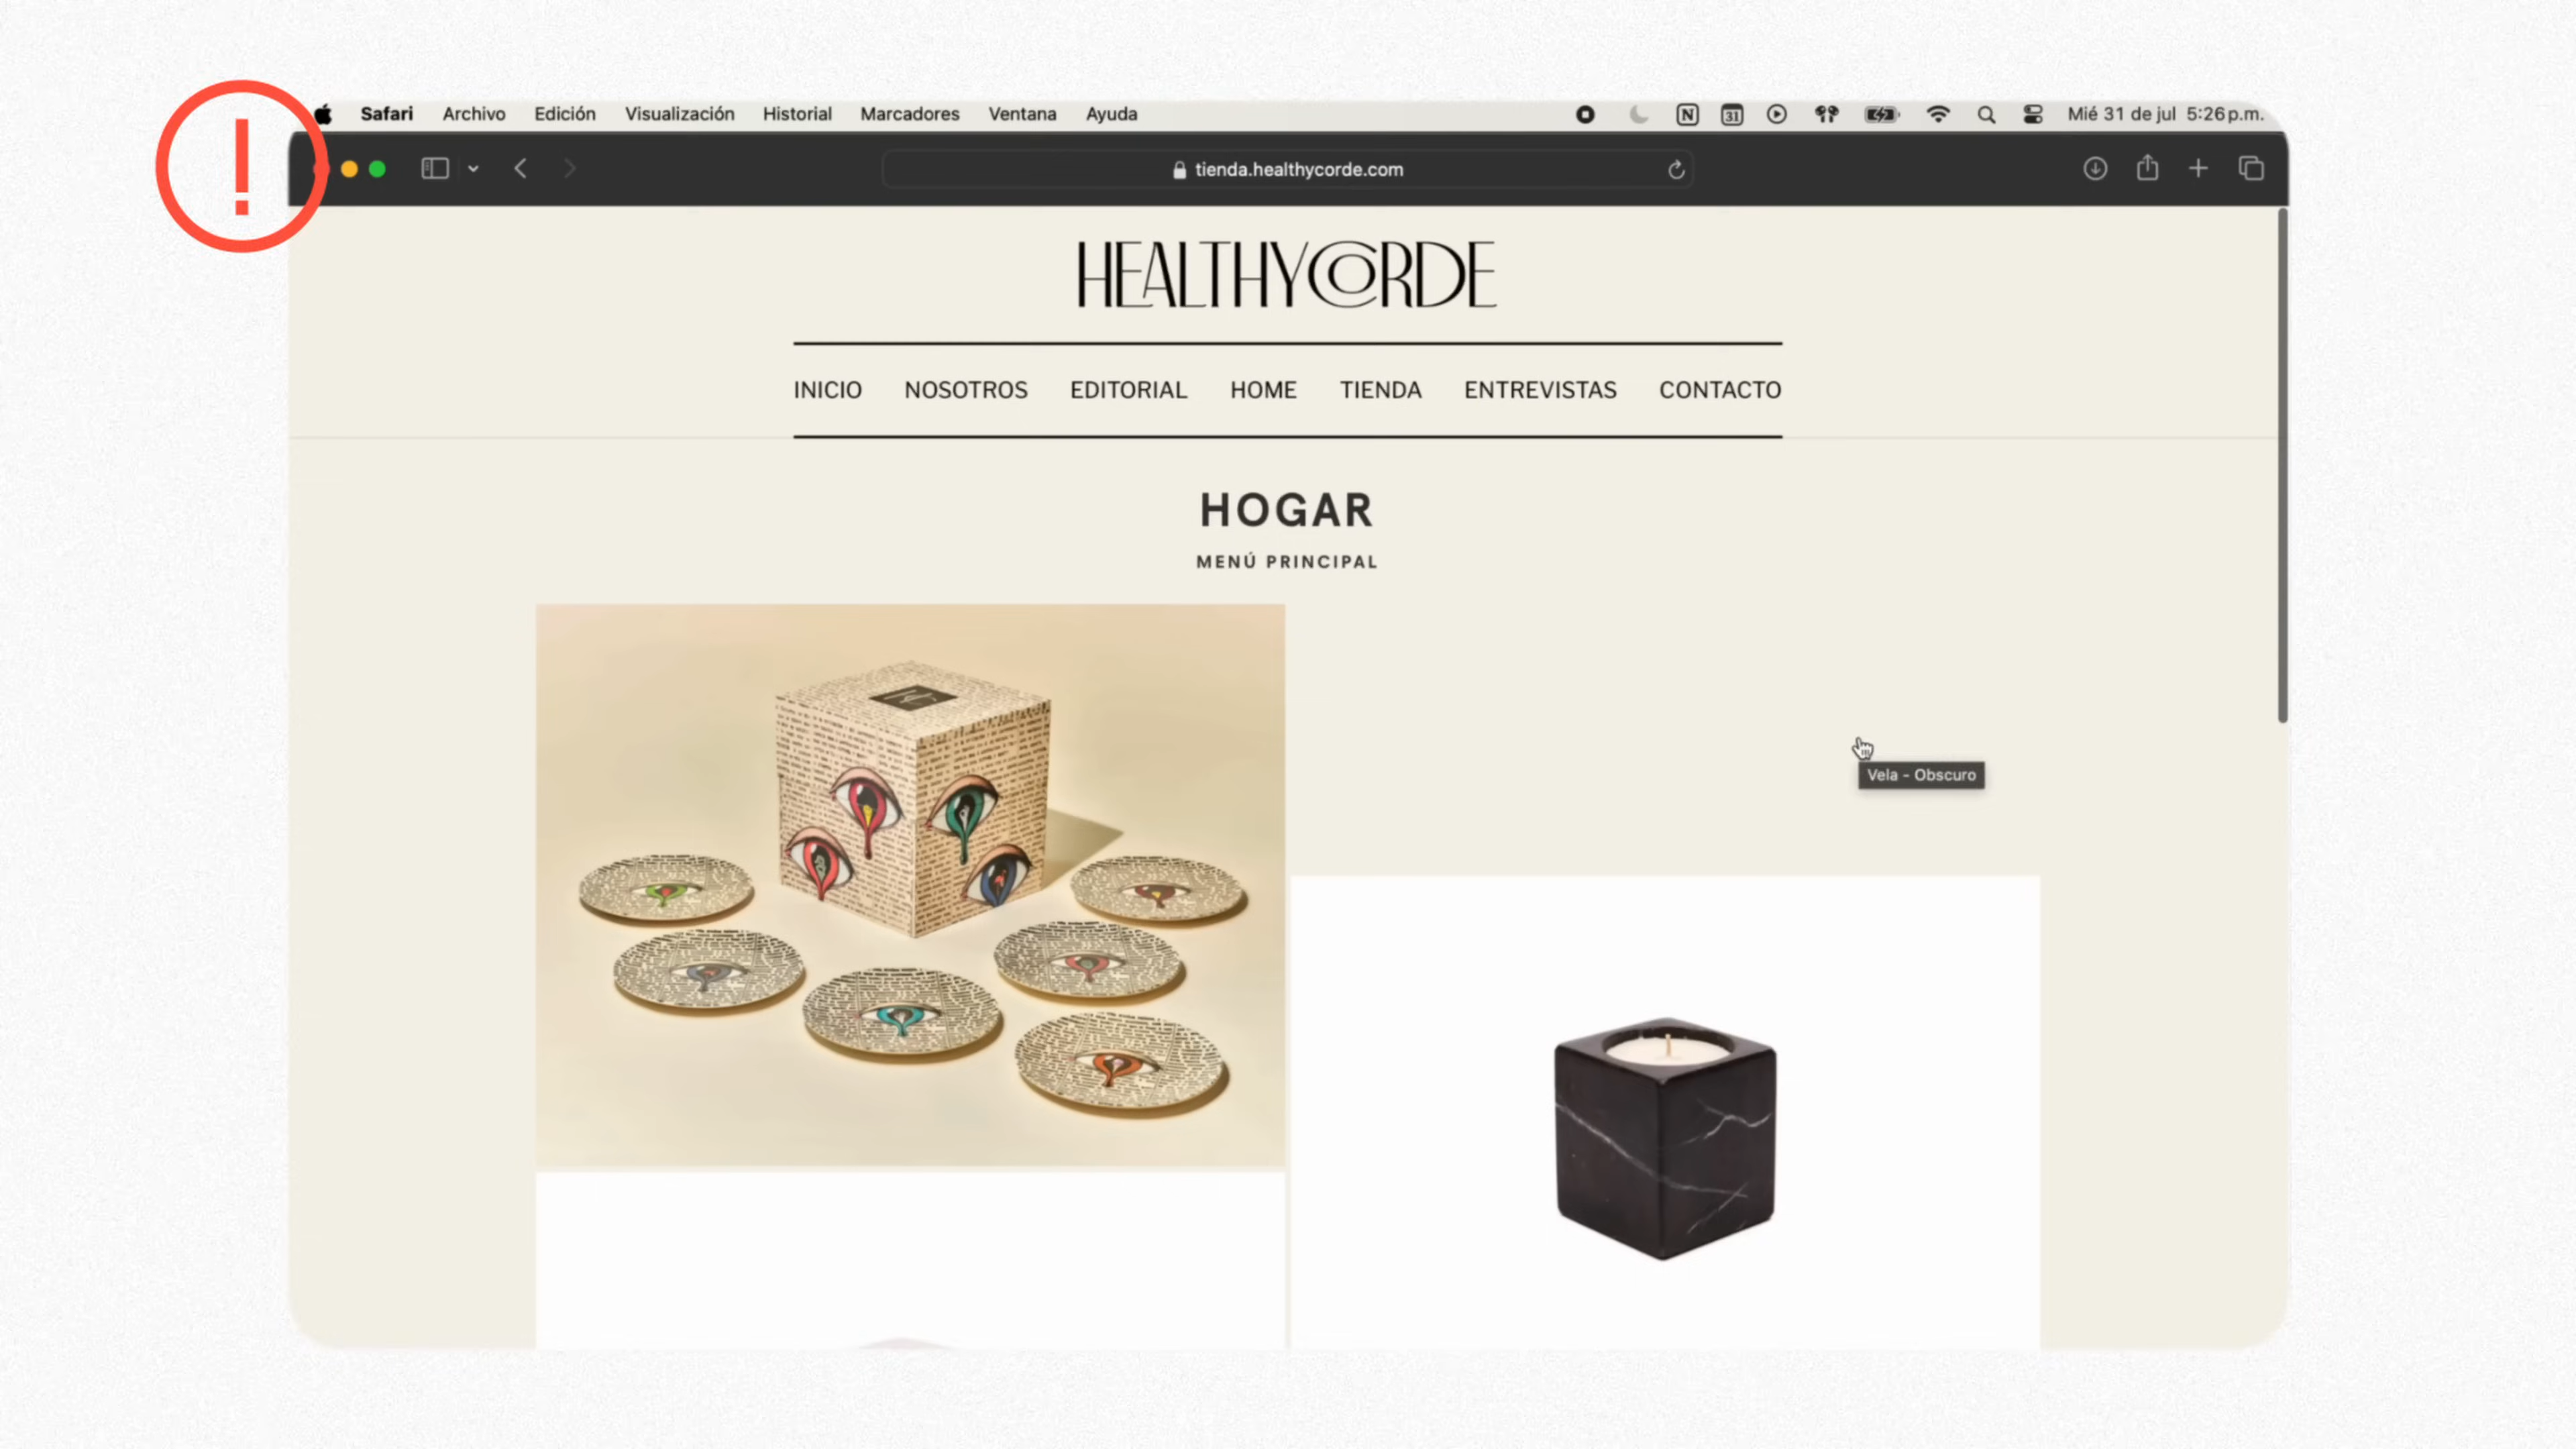 !
Safari Archivo Edición Visualización Historial Marcadores Ventana Ayuda N 31 Mié 31 de jul 5:26 p.m.
tienda.healthycorde.com
HEALTHYCORDE
INICIO NOSOTROS EDITORIAL HOME TIENDA ENTREVISTAS CONTACTO
HOGAR
MENÚ PRINCIPAL
Vela - Obscuro